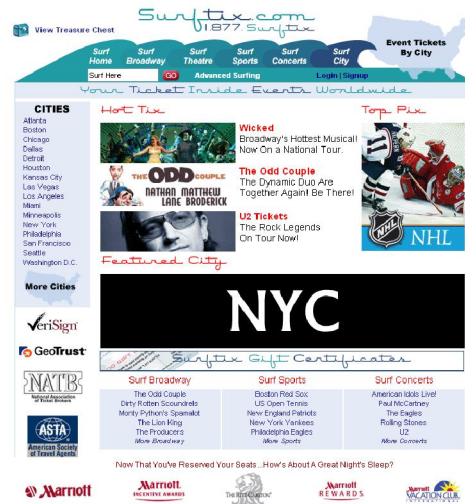 Surftix.com
1.877.Surftix
View Treasure Chest
Event Tickets
By City
Surf
Home
Surf
Broadway
Surf
Theatre
Surf
Sports
Surf
Concerts
Surf
City
Surf Here
GO
Advanced Surfing
Login | Signup
Your Ticket Inside Events Worldwide
CITIES
Atlanta
Boston
Chicago
Dallas
Detroit
Houston
Kansas City
Las Vegas
Los Angeles
Miami
Minneapolis
New York
Philadelphia
San Francisco
Seattle
Washington D.C.
More Cities
VeriSign
GeoTrust
NATB
National Association
of Ticket Brokers
ASTA
American Society
of Travel Agents
Hot Tix
Wicked
Broadway's Hottest Musical!
Now On a National Tour.
THE ODD COUPLE
NATHAN MATTHEW
LANE BRODERICK
The Odd Couple
The Dynamic Duo Are
Together Again! Be There!
U2 Tickets
The Rock Legends
On Tour Now!
Top Pix
NHL
NHL
Featured City
NYC
Surftix Gift Certificates
Surf Broadway
The Odd Couple
Dirty Rotten Scoundrels
Monty Python's Spamalot
The Lion King
The Producers
More Broadway
Surf Sports
Boston Red Sox
US Open Tennis
New England Patriots
New York Yankees
Philadelphia Eagles
More Sports
Surf Concerts
American Idols Live!
Paul McCartney
The Eagles
Rolling Stones
U2
More Concerts
Now That You've Reserved Your Seats...How's About A Great Night's Sleep?
Marriott
Marriott
INCENTIVE AWARDS
THE RITZ-CARLTON
Marriott
REWARDS
Marriott
VACATION CLUB
INTERNATIONAL